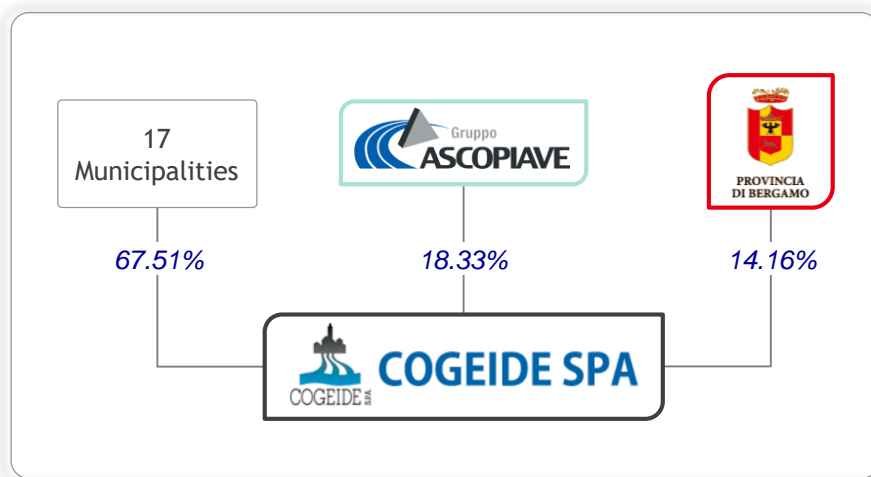 17
Municipalities
Gruppo
ASCOPIAVE
PROVINCIA
DI BERGAMO
67.51%
18.33%
14.16%
COGEIDE SPA
COGEIDE S.P.A.